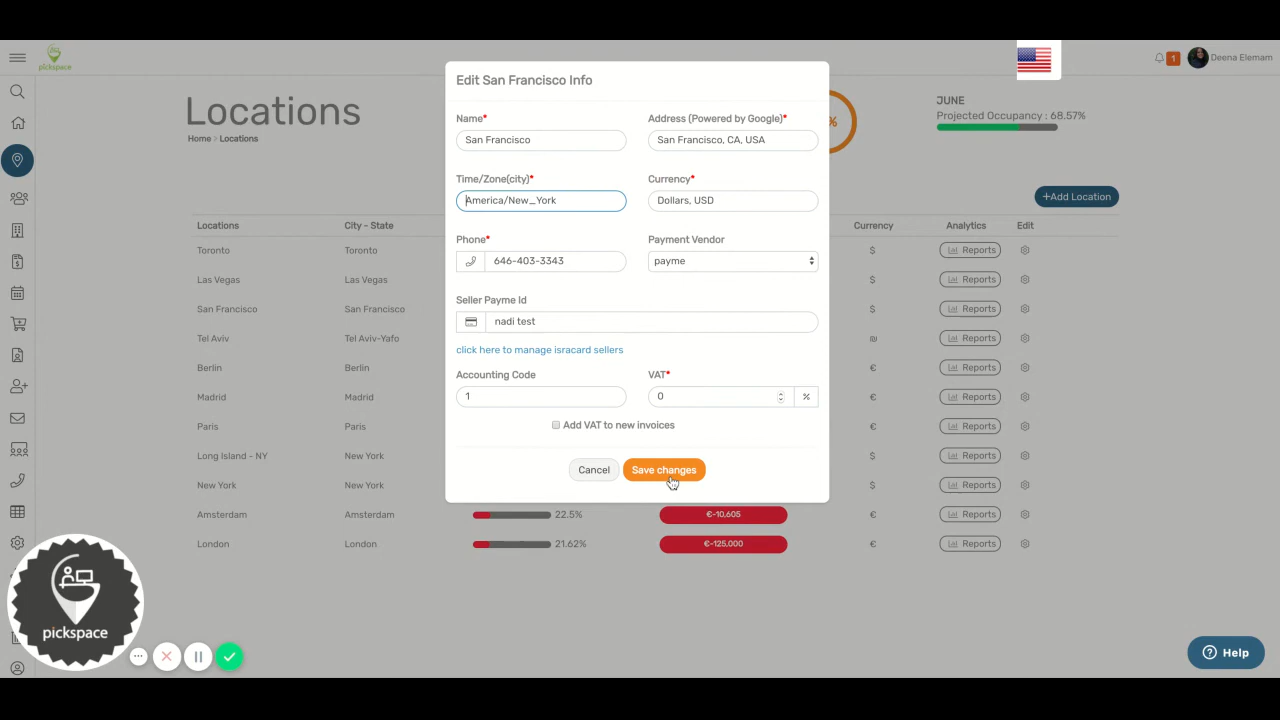 pickspace
1
Deena Elemam
Locations
Home > Locations
%
JUNE
Projected Occupancy : 68.57%
+Add Location
Edit San Francisco Info
Name*
Address (Powered by Google)*
San Francisco
San Francisco, CA, USA
Time/Zone(city)*
Currency*
America/New_York
Dollars, USD
Phone*
Payment Vendor
646-403-3343
payme
Seller Payme Id
nadi test
click here to manage isracard sellers
Accounting Code
VAT*
1
0
%
Add VAT to new invoices
Cancel
Save changes
Locations
City - State
Currency
Analytics
Edit
Toronto
Toronto
$
Reports
Las Vegas
Las Vegas
$
Reports
San Francisco
San Francisco
$
Reports
Tel Aviv
Tel Aviv-Yafo
₪
Reports
Berlin
Berlin
€
Reports
Madrid
Madrid
€
Reports
Paris
Paris
€
Reports
Long Island - NY
New York
$
Reports
New York
New York
$
Reports
Amsterdam
Amsterdam
22.5%
€-10,605
€
Reports
London
London
21.62%
€-125,000
€
Reports
pickspace
Help